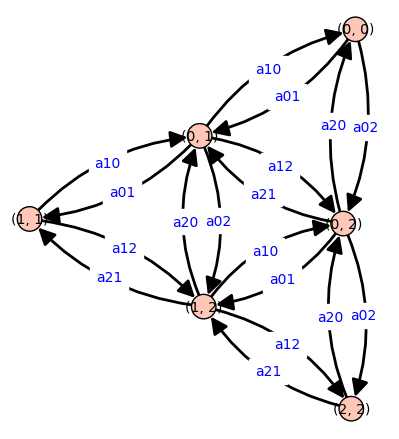 (0, 0)
a10
a01
a20 a02
(0, 1)
a10
a12
a01
a21
(1, 1)
a20 a02
(0, 2)
a12
a10
a21
a01
(1, 2)
a20 a02
a12
a21
(2, 2)